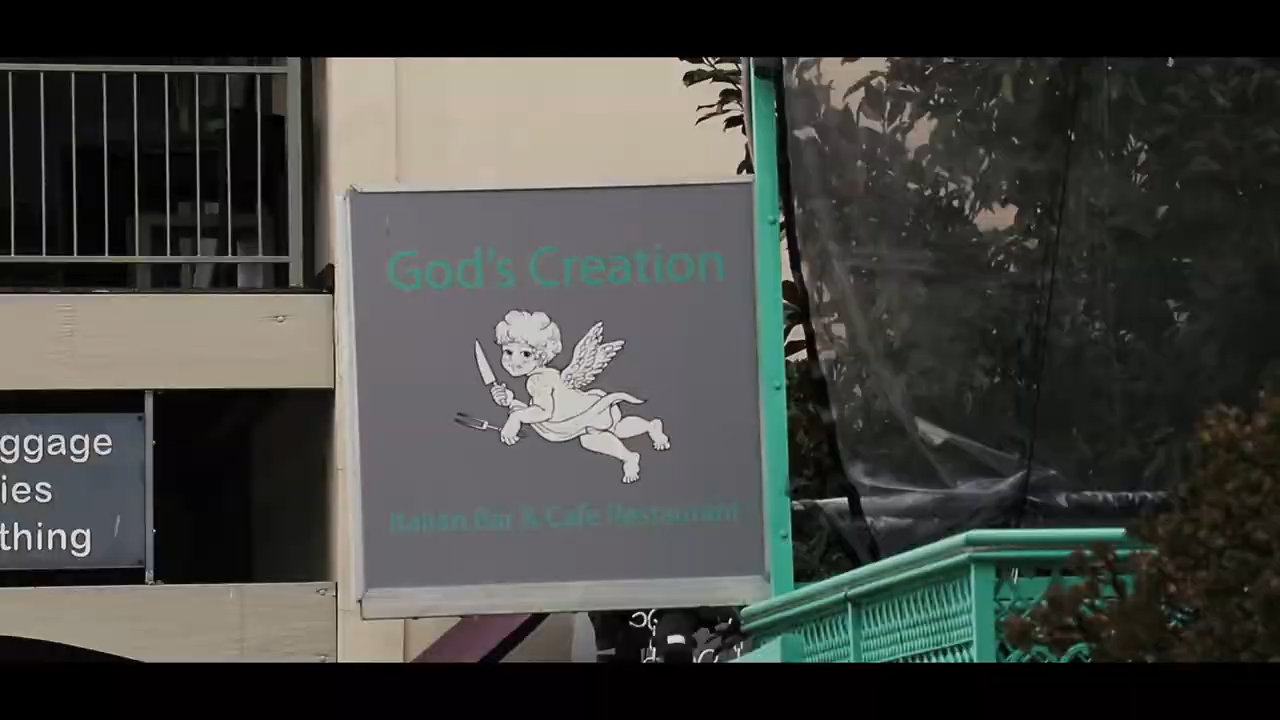 God's Creation
Italian Bar & Cafe Restaurant
ggage
ies
thing